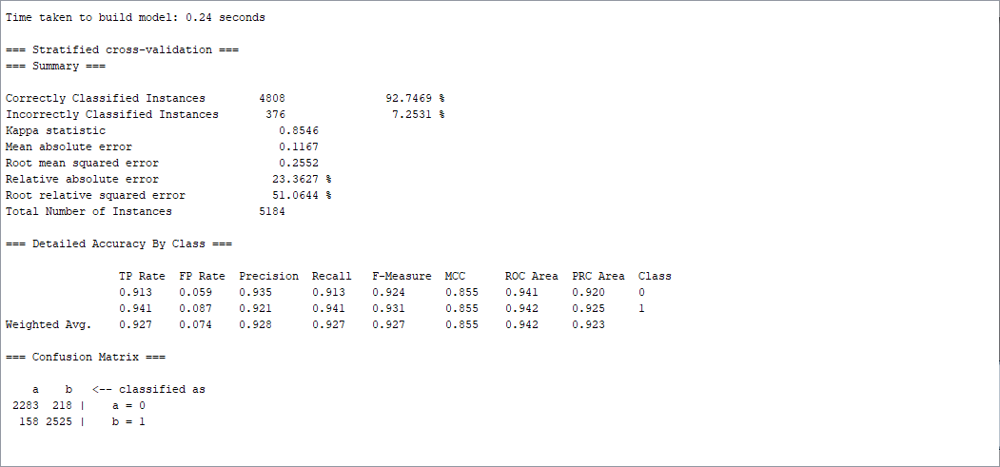 Time taken to build model: 0.24 seconds

=== Stratified cross-validation ===
=== Summary ===

Correctly Classified Instances        4808               92.7469 %
Incorrectly Classified Instances       376                7.2531 %
Kappa statistic                          0.8546
Mean absolute error                      0.1167
Root mean squared error                  0.2552
Relative absolute error                 23.3627 %
Root relative squared error             51.0644 %
Total Number of Instances             5184

=== Detailed Accuracy By Class ===

                 TP Rate  FP Rate  Precision  Recall   F-Measure  MCC      ROC Area  PRC Area  Class
                 0.913    0.059    0.935      0.913    0.924      0.855    0.941     0.920     0
                 0.941    0.087    0.921      0.941    0.931      0.855    0.942     0.925     1
Weighted Avg.    0.927    0.074    0.928      0.927    0.927      0.855    0.942     0.923

=== Confusion Matrix ===

    a    b   <-- classified as
 2283  218 |    a = 0
  158 2525 |    b = 1